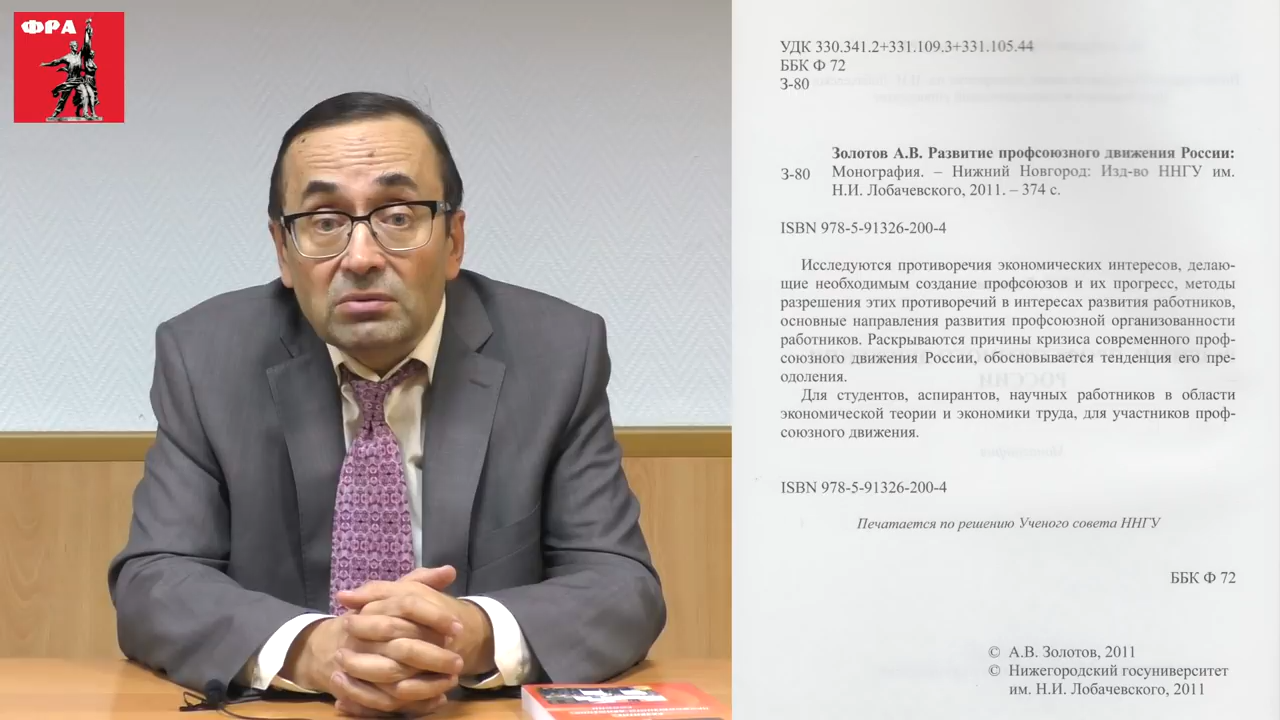 ФРА
УДК 330.341.2+331.109.3+331.105.44
ББК Ф 72
З-80
Золотов А.В. Развитие профсоюзного движения России:
З-80 Монография. – Нижний Новгород: Изд-во ННГУ им.
Н.И. Лобачевского, 2011. – 374 с.
ISBN 978-5-91326-200-4
Исследуются противоречия экономических интересов, делаю-
щие необходимым создание профсоюзов и их прогресс, методы
разрешения этих противоречий в интересах развития работников,
основные направления развития профсоюзной организованности
работников. Раскрываются причины кризиса современного проф-
союзного движения России, обосновывается тенденция его пре-
одоления.
Для студентов, аспирантов, научных работников в области
экономической теории и экономики труда, для участников проф-
союзного движения.
ISBN 978-5-91326-200-4
Печатается по решению Ученого совета ННГУ
ББК Ф 72
© А.В. Золотов, 2011
© Нижегородский госуниверситет
им. Н.И. Лобачевского, 2011